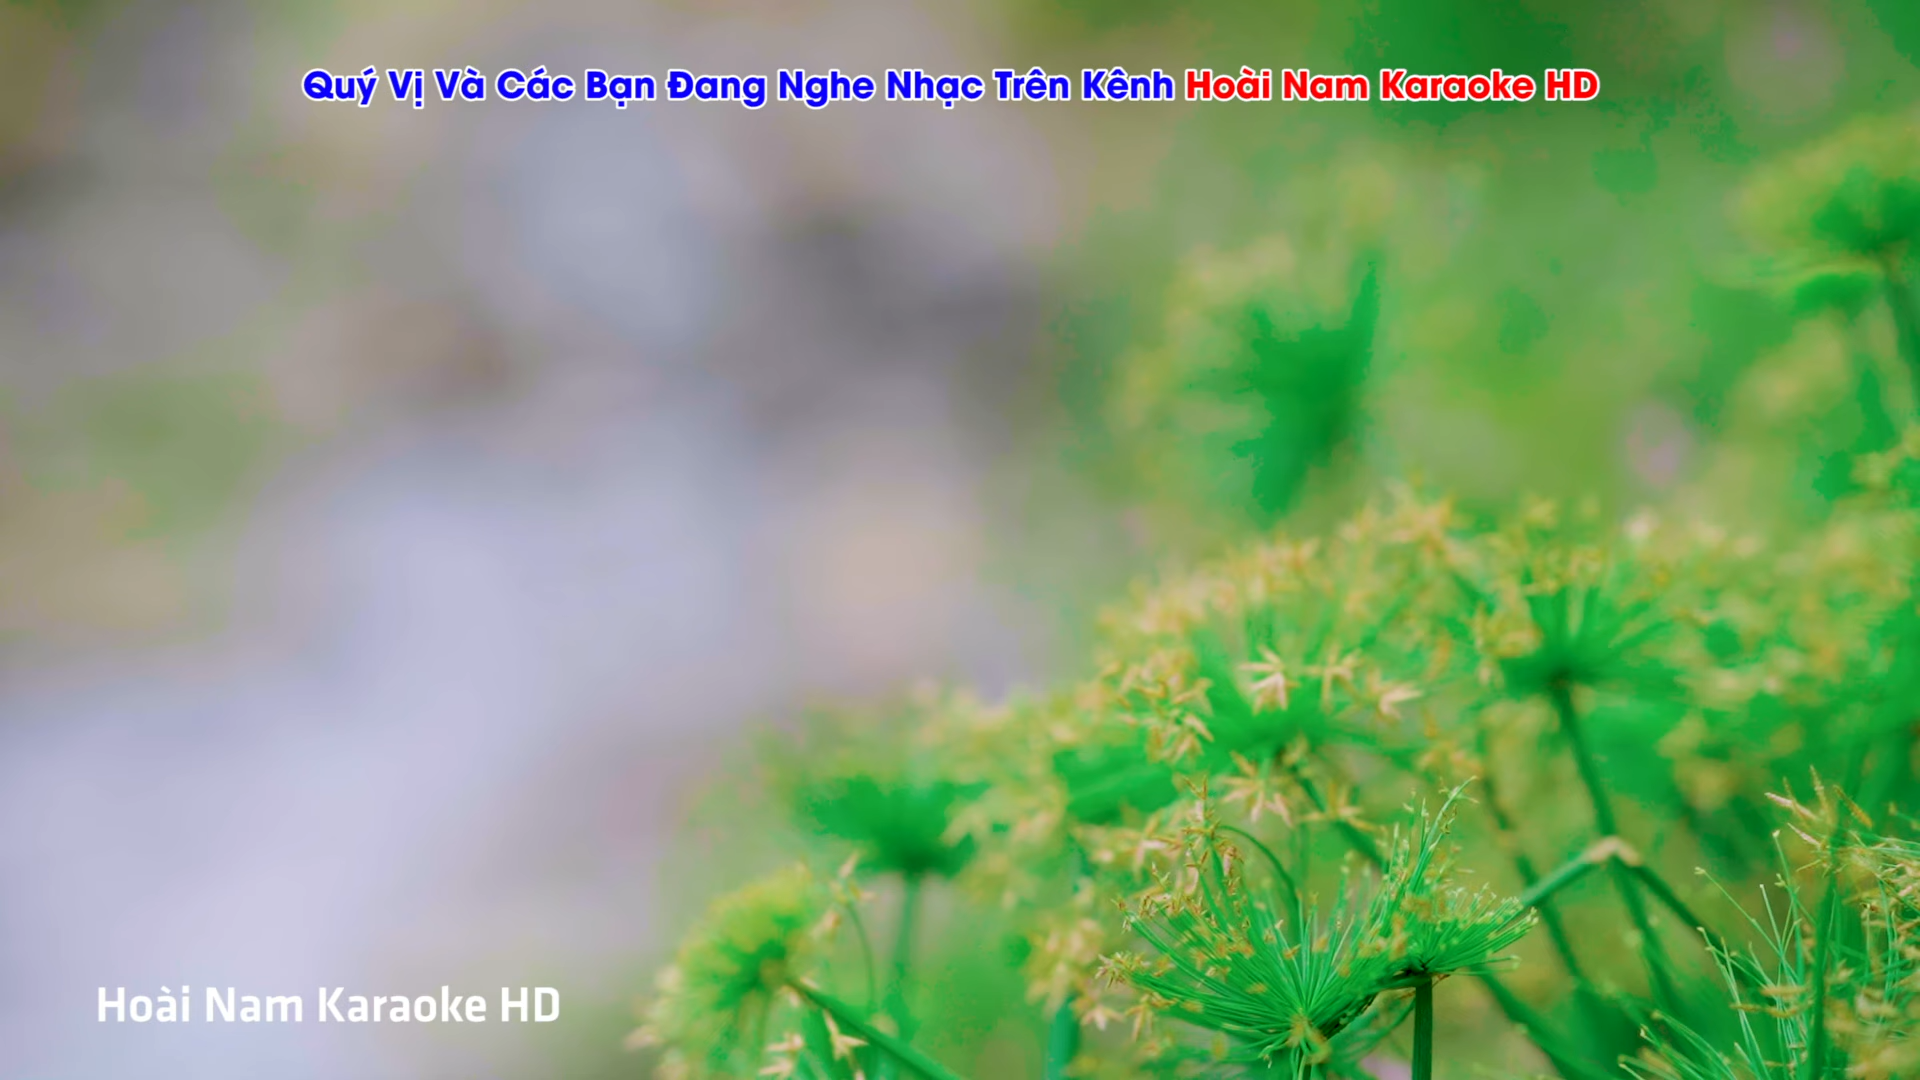 Quý Vị Và Các Bạn Đang Nghe Nhạc Trên Kênh Hoài Nam Karaoke HD
Hoài Nam Karaoke HD